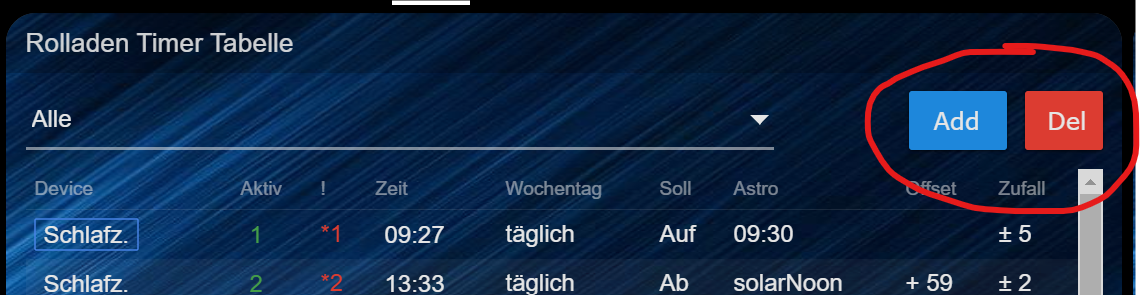 Rolladen Timer Tabelle
Alle Add Del
Device Aktiv ! Zeit Wochentag Soll Astro Offset Zufall
Schlafz. 1 *1 09:27 täglich Auf 09:30 ± 5
Schlafz. 2 *2 13:33 täglich Ab solarNoon + 59 ± 2